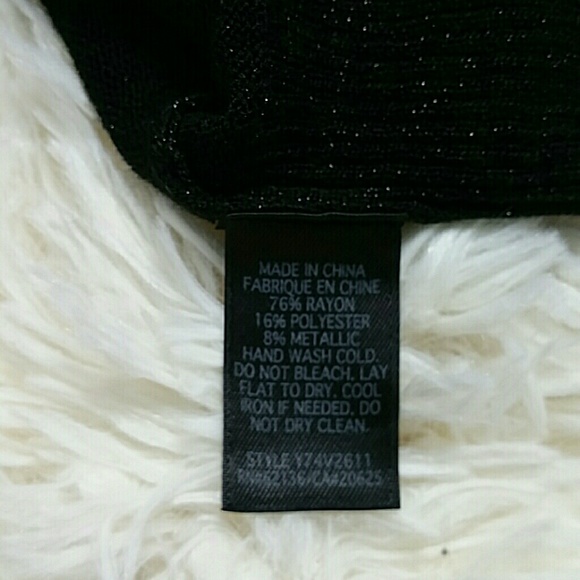 MADE IN CHINA
FABRIQUE EN CHINE
76% RAYON
16% POLYESTER
8% METALLIC
HAND WASH COLD.
DO NOT BLEACH. LAY
FLAT TO DRY. COOL
IRON IF NEEDED. DO
NOT DRY CLEAN.
STYLE Y74V2611
RN#62136/CA#20625